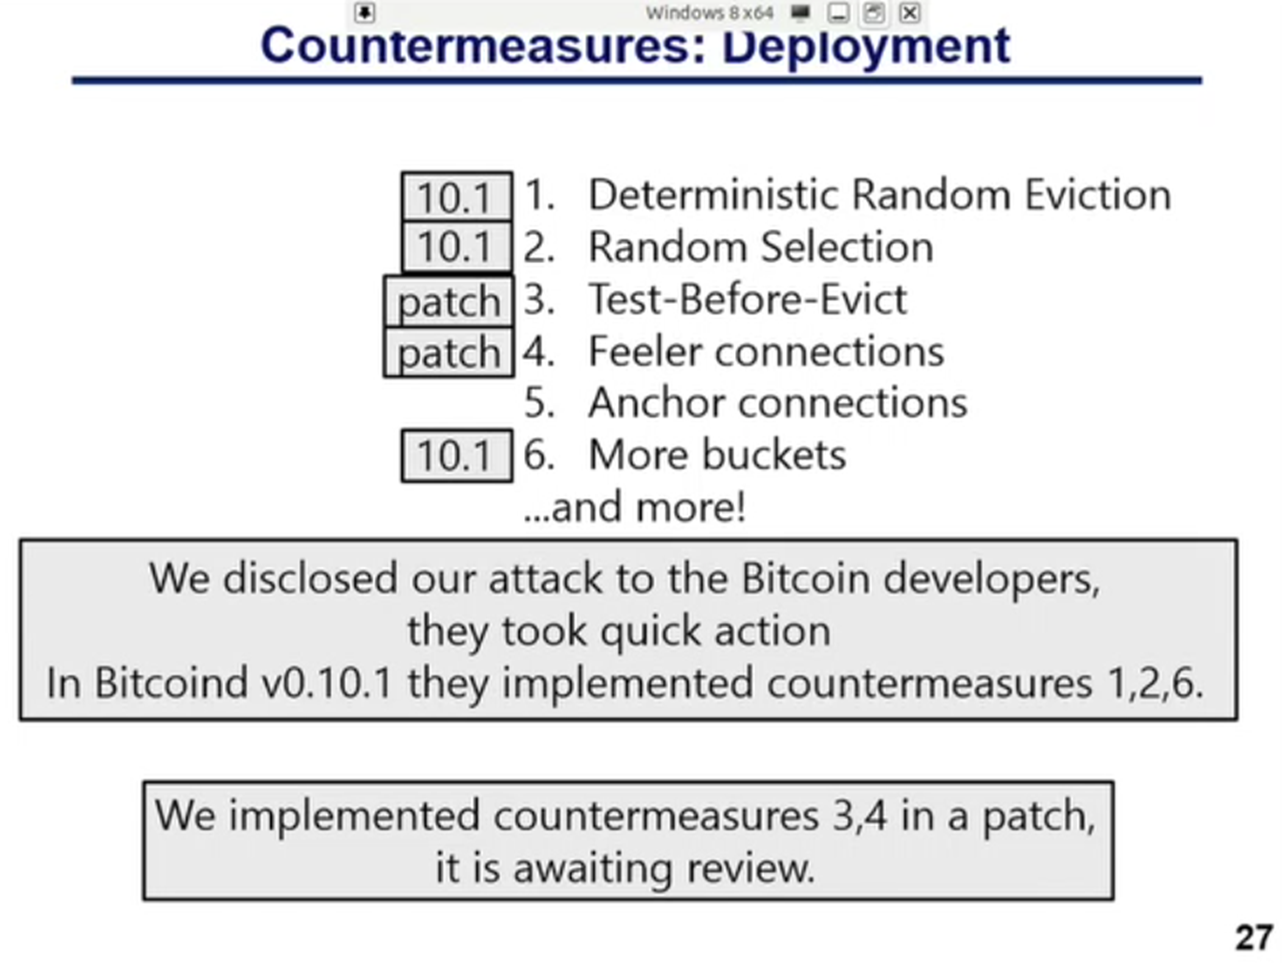 Windows 8 x64
Countermeasures: Deployment
10.1 1. Deterministic Random Eviction
10.1 2. Random Selection
patch 3. Test-Before-Evict
patch 4. Feeler connections
5. Anchor connections
10.1 6. More buckets
...and more!
We disclosed our attack to the Bitcoin developers,
they took quick action
In Bitcoind v0.10.1 they implemented countermeasures 1,2,6.
We implemented countermeasures 3,4 in a patch,
it is awaiting review.
27